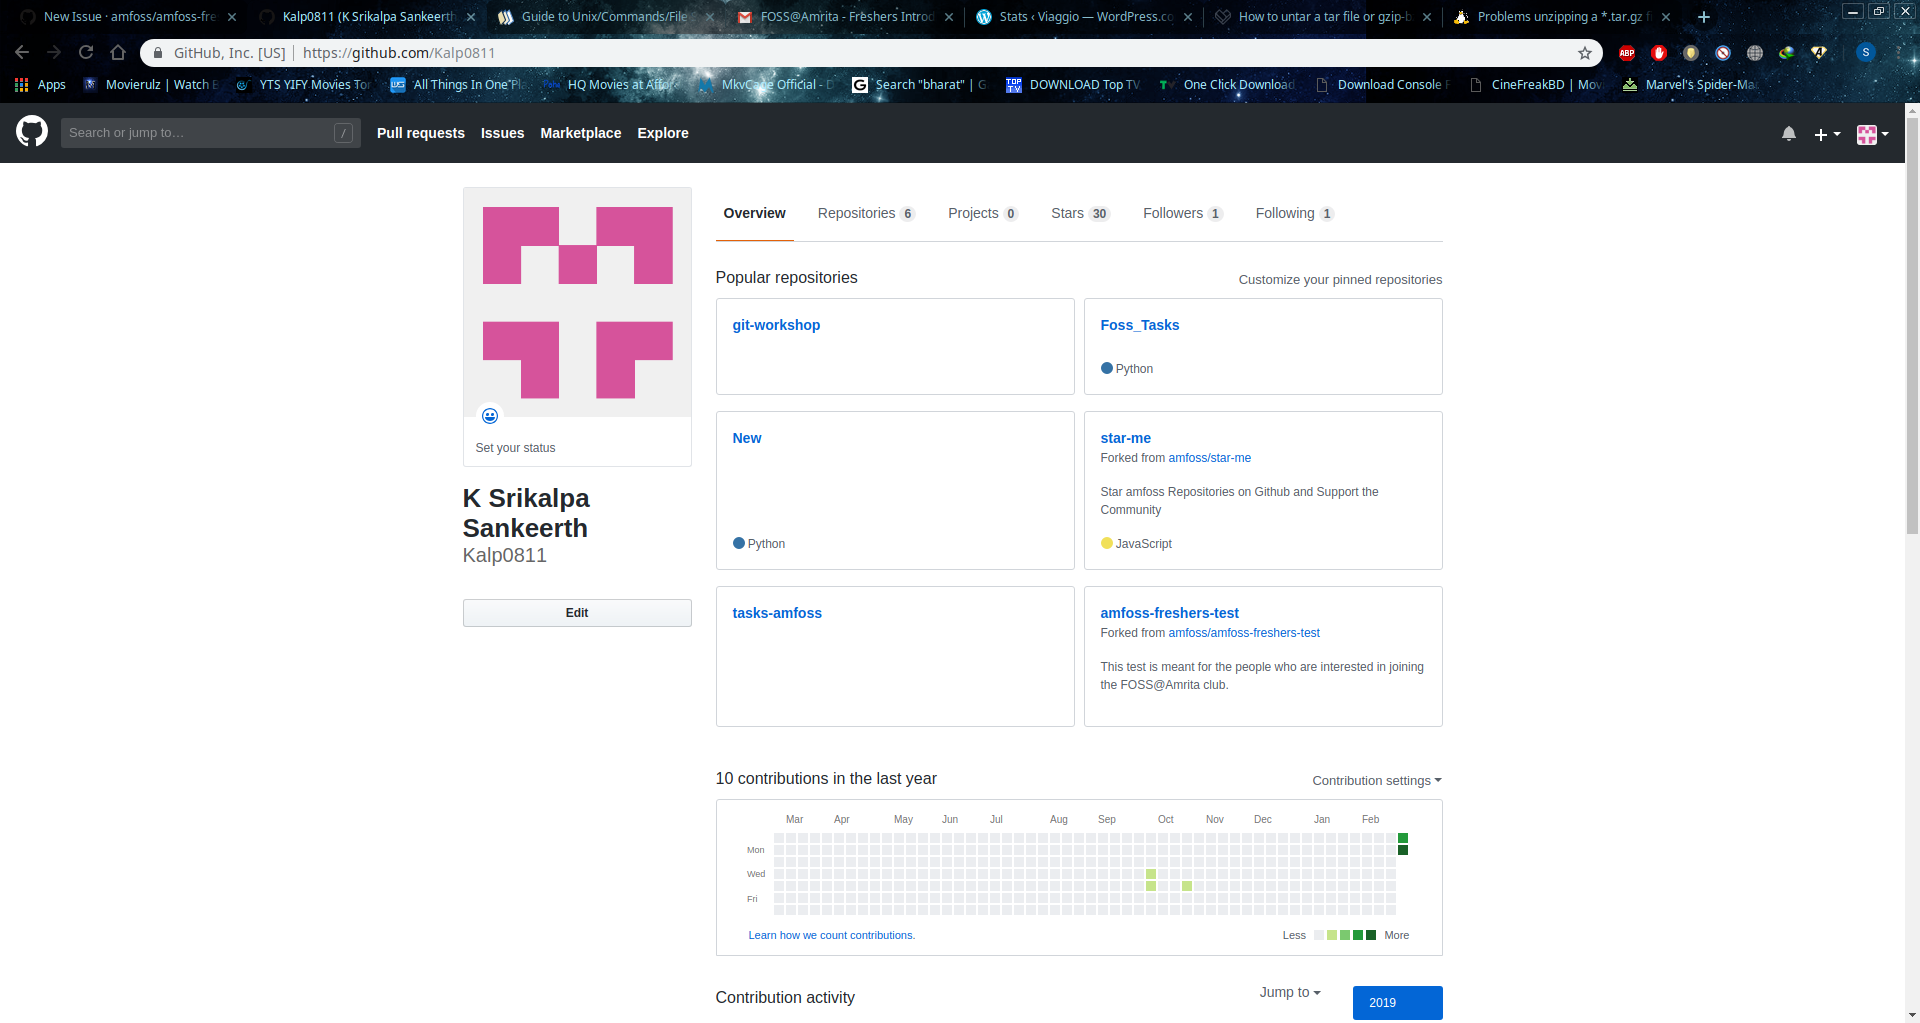 New Issue · amfoss/amfoss-fre
Kalp0811 (K Srikalpa Sankeerth
Guide to Unix/Commands/File
FOSS@Amrita - Freshers Introd
Stats ‹ Viaggio — WordPress.co
How to untar a tar file or gzip-b
Problems unzipping a *.tar.gz f
GitHub, Inc. [US] | https://github.com/Kalp0811
ABP
S
Apps
Movierulz | Watch B
YTS YIFY Movies Tor
All Things In One Pla
HQ Movies at Affo
MkvCage Official - D
Search "bharat" | G
TOP TV
DOWNLOAD Top TV
One Click Download
Download Console F
CineFreakBD | Mov
Marvel's Spider-Ma
Search or jump to…
/
Pull requests
Issues
Marketplace
Explore
Overview
Repositories 6
Projects 0
Stars 30
Followers 1
Following 1
Set your status
K Srikalpa
Sankeerth
Kalp0811
Edit
Popular repositories
Customize your pinned repositories
git-workshop
Foss_Tasks
Python
New
Python
star-me
Forked from amfoss/star-me
Star amfoss Repositories on Github and Support the
Community
JavaScript
tasks-amfoss
amfoss-freshers-test
Forked from amfoss/amfoss-freshers-test
This test is meant for the people who are interested in joining
the FOSS@Amrita club.
10 contributions in the last year
Contribution settings
Mar Apr May Jun Jul Aug Sep Oct Nov Dec Jan Feb
Mon
Wed
Fri
Learn how we count contributions.
Less
More
Contribution activity
Jump to
2019